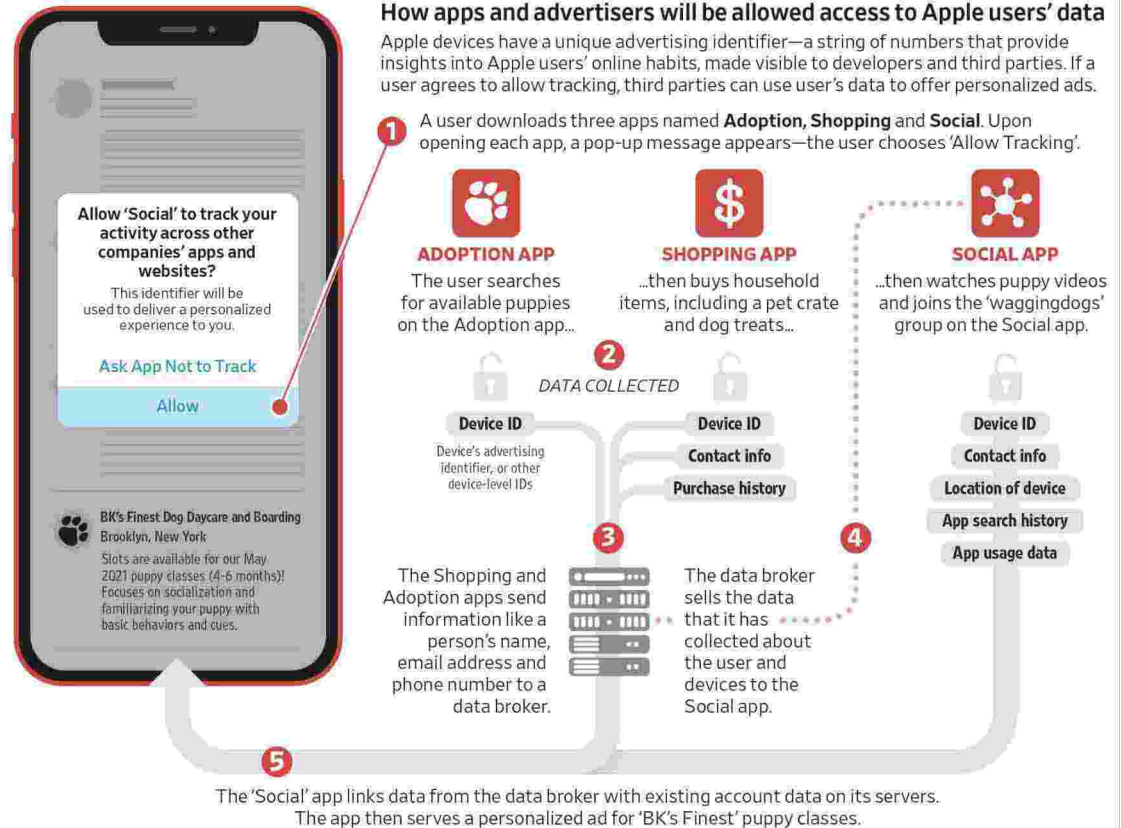 How apps and advertisers will be allowed access to Apple users' data
Apple devices have a unique advertising identifier—a string of numbers that provide
insights into Apple users' online habits, made visible to developers and third parties. If a
user agrees to allow tracking, third parties can use user's data to offer personalized ads.
1
A user downloads three apps named Adoption, Shopping and Social. Upon
opening each app, a pop-up message appears—the user chooses 'Allow Tracking'.
Allow 'Social' to track your
activity across other
companies' apps and
websites?
This identifier will be
used to deliver a personalized
experience to you.
Ask App Not to Track
Allow
BK's Finest Dog Daycare and Boarding
Brooklyn, New York
Slots are available for our May
2021 puppy classes (4-6 months)!
Focuses on socialization and
familiarizing your puppy with
basic behaviors and cues.
ADOPTION APP
The user searches
for available puppies
on the Adoption app...
$
SHOPPING APP
...then buys household
items, including a pet crate
and dog treats...
SOCIAL APP
...then watches puppy videos
and joins the 'waggingdogs'
group on the Social app.
2
DATA COLLECTED
Device ID
Device's advertising
identifier, or other
device-level IDs
Device ID
Contact info
Purchase history
Device ID
Contact info
Location of device
App search history
App usage data
3
The Shopping and
Adoption apps send
information like a
person's name,
email address and
phone number to a
data broker.
4
The data broker
sells the data
that it has
collected about
the user and
devices to the
Social app.
5
The 'Social' app links data from the data broker with existing account data on its servers.
The app then serves a personalized ad for 'BK's Finest' puppy classes.